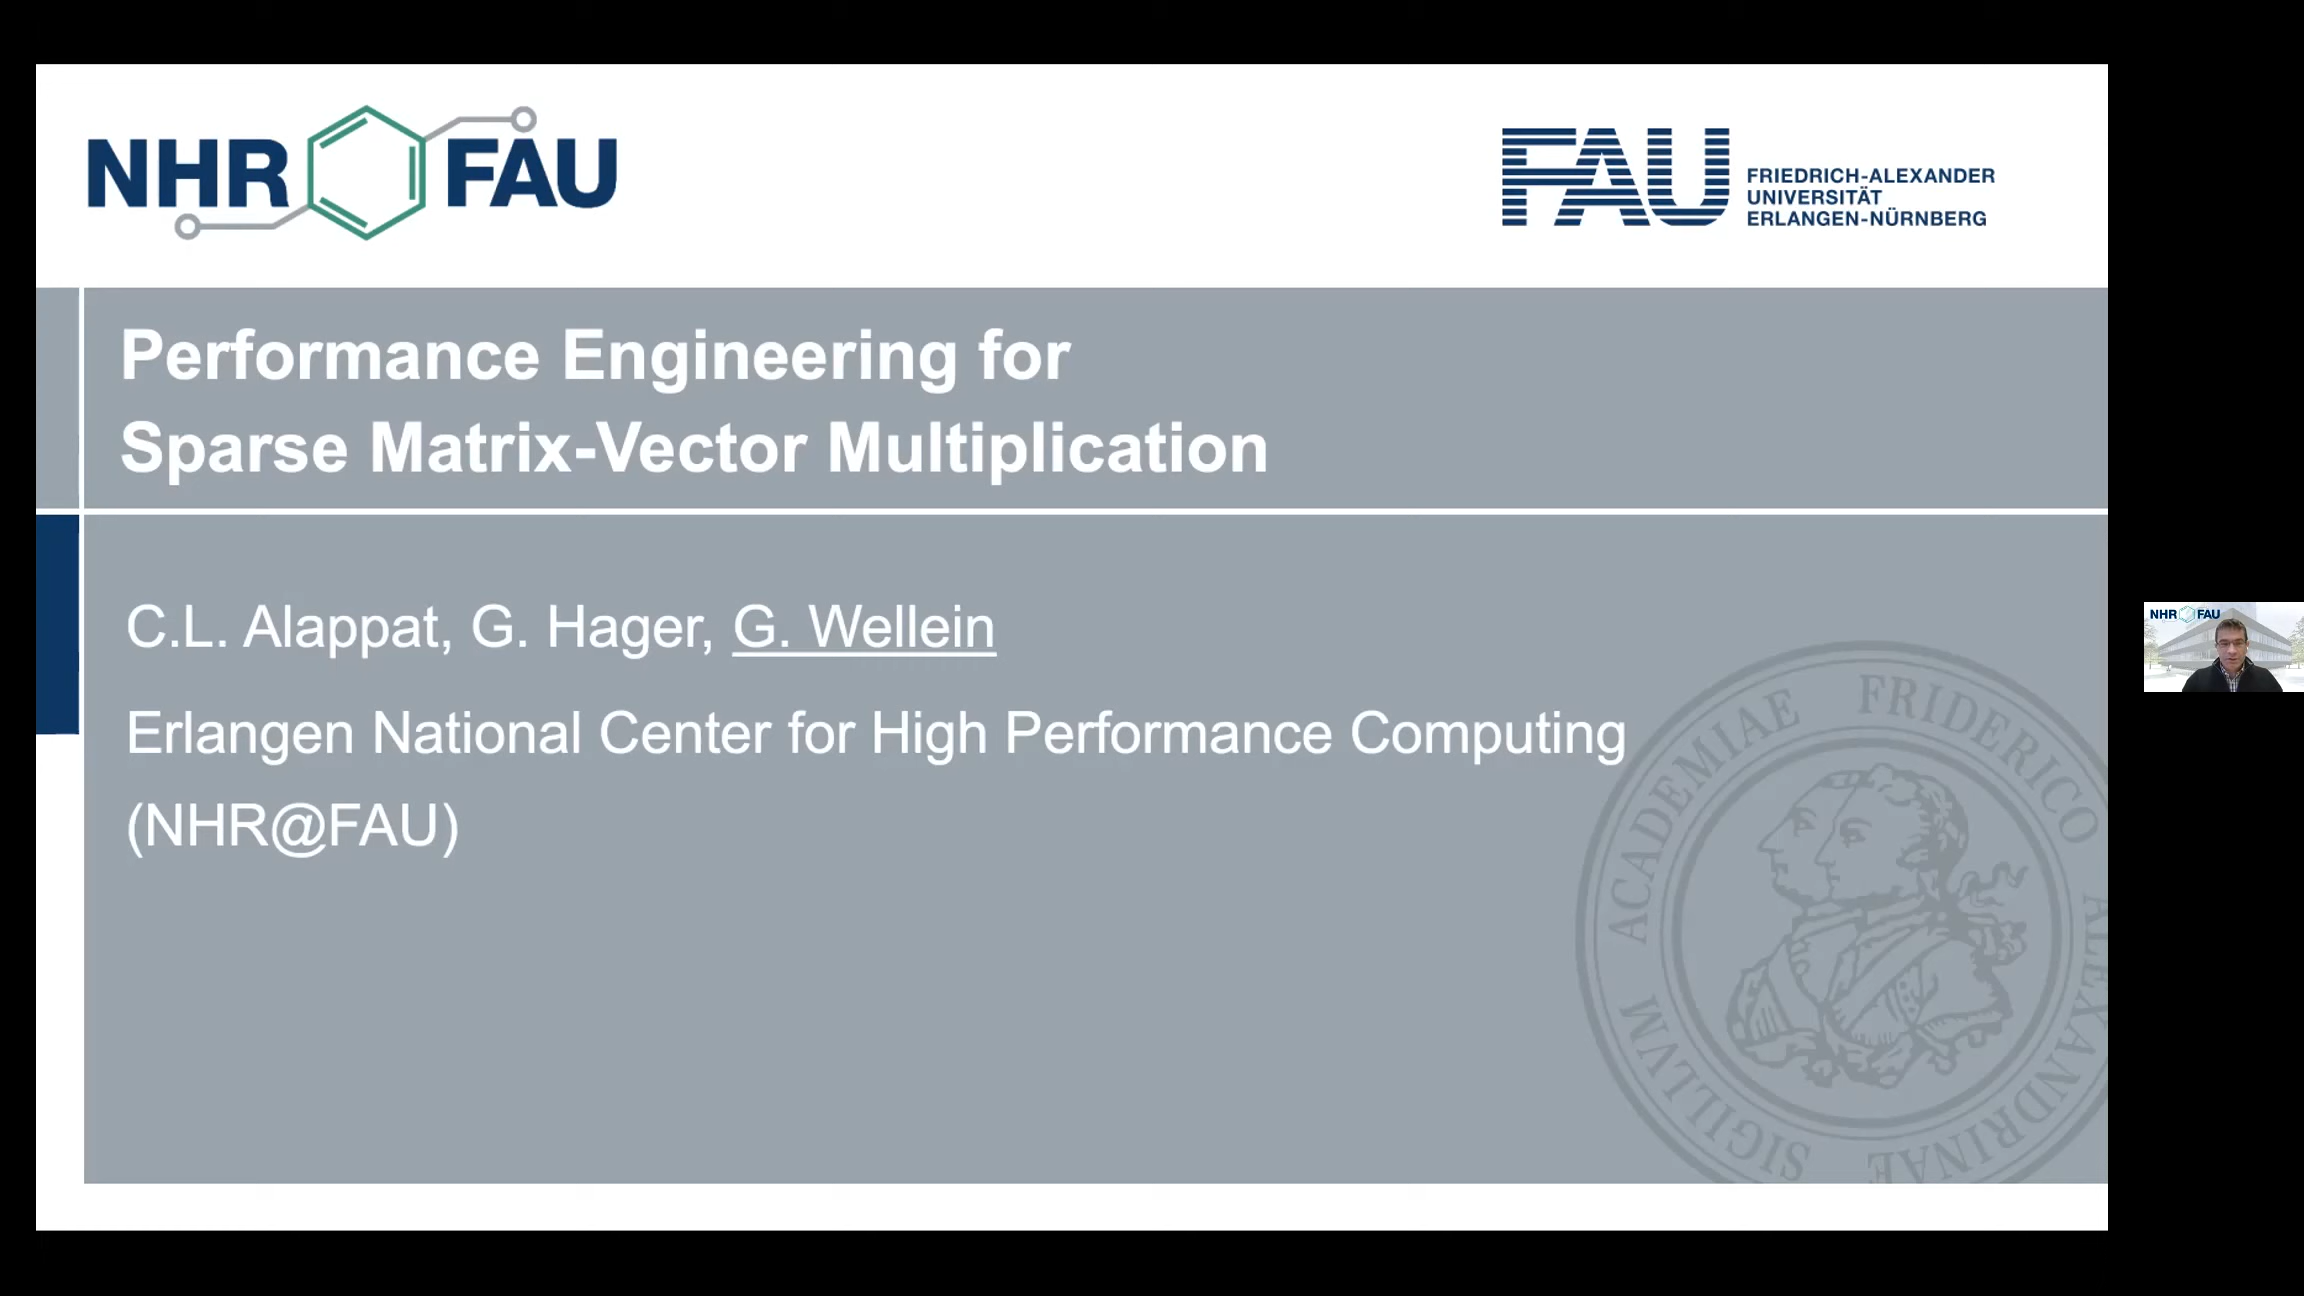 NHR FAU
FAU
FRIEDRICH-ALEXANDER
UNIVERSITÄT
ERLANGEN-NÜRNBERG
Performance Engineering for
Sparse Matrix-Vector Multiplication
C.L. Alappat, G. Hager, G. Wellein
Erlangen National Center for High Performance Computing
(NHR@FAU)
ACADEMIAE FRIDERICO ALEXANDRINAE SIGILLVM
NHR FAU